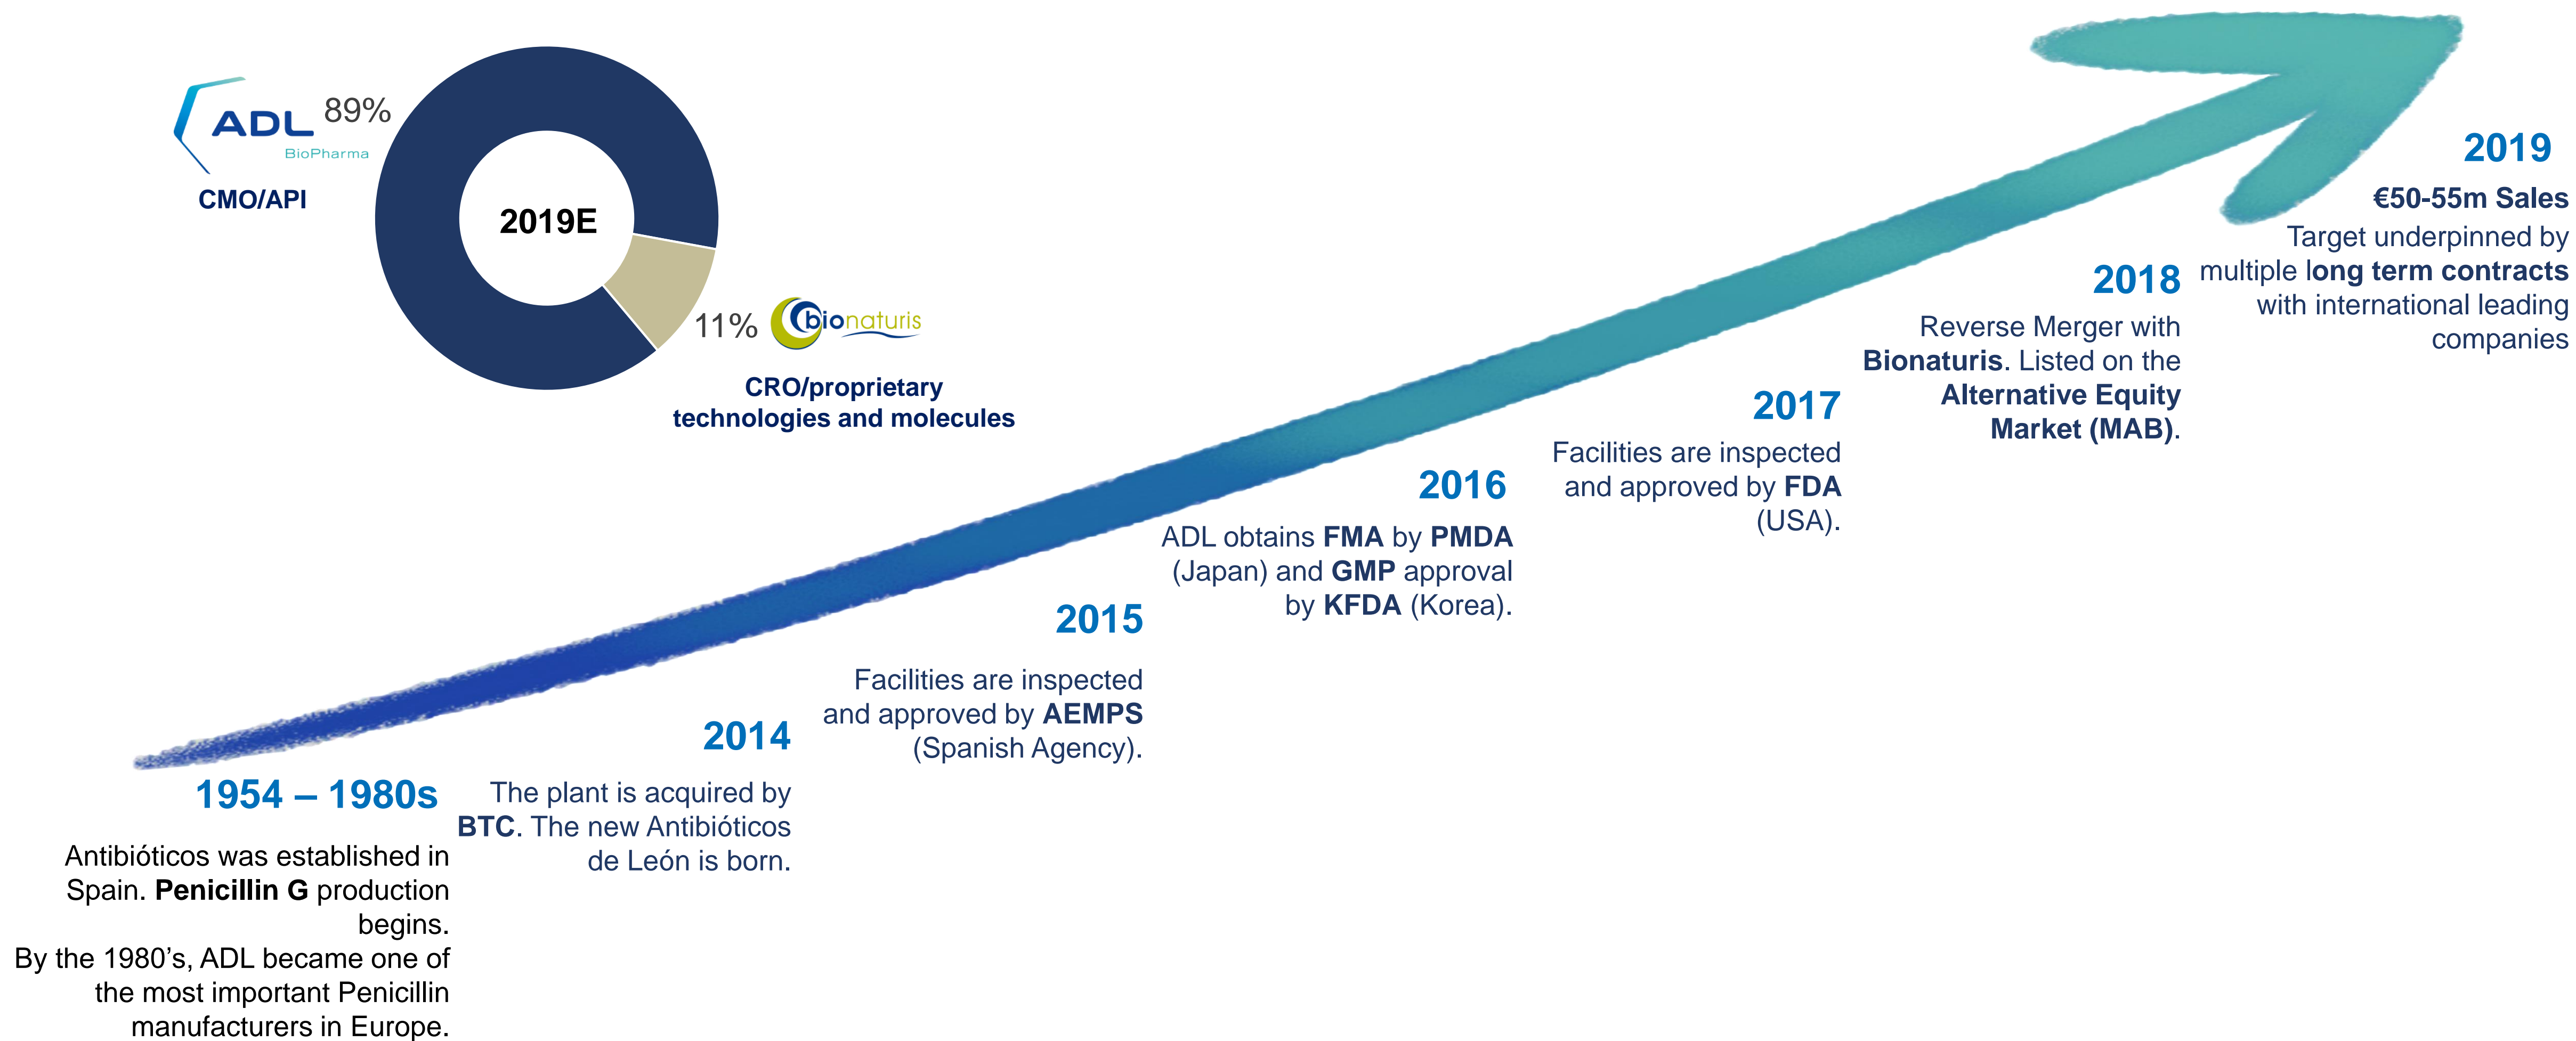 ADL
BioPharma
89%
CMO/API
2019E
11%
bionaturis
CRO/proprietary
technologies and molecules
1954 – 1980s
Antibióticos was established in
Spain. Penicillin G production
begins.
By the 1980’s, ADL became one of
the most important Penicillin
manufacturers in Europe.
2014
The plant is acquired by
BTC. The new Antibióticos
de León is born.
2015
Facilities are inspected
and approved by AEMPS
(Spanish Agency).
2016
ADL obtains FMA by PMDA
(Japan) and GMP approval
by KFDA (Korea).
2017
Facilities are inspected
and approved by FDA
(USA).
2018
Reverse Merger with
Bionaturis. Listed on the
Alternative Equity
Market (MAB).
2019
€50-55m Sales
Target underpinned by
multiple long term contracts
with international leading
companies